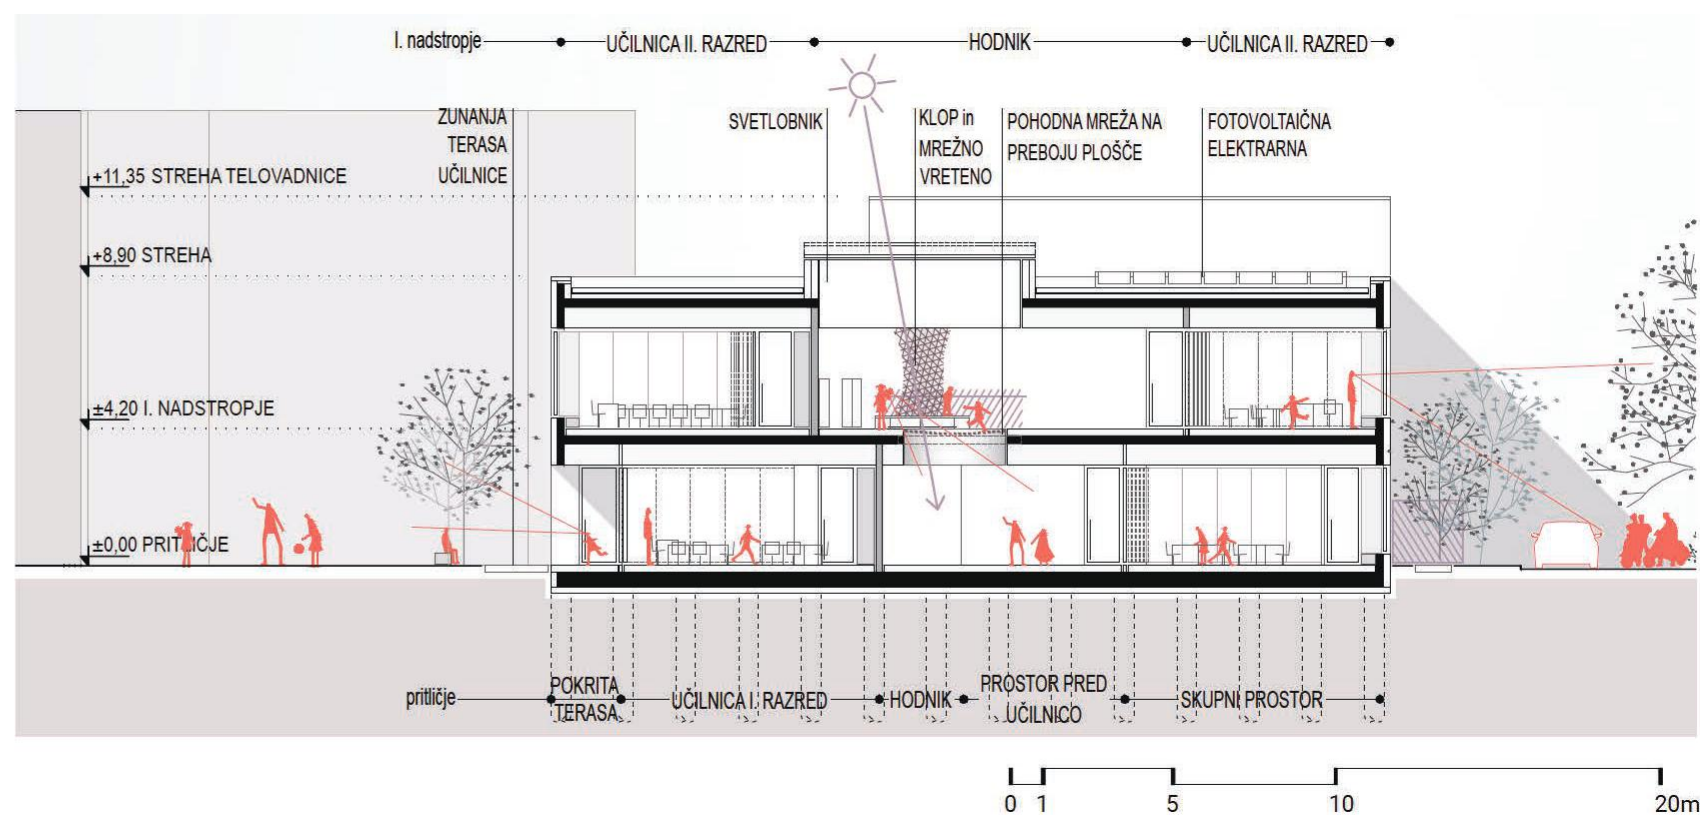 I. nadstropje
UČILNICA II. RAZRED
HODNIK
UČILNICA II. RAZRED
ZUNANJA
TERASA
UČILNICE
SVETLOBNIK
KLOP in
MREŽNO
VRETENO
POHODNA MREŽA NA
PREBOJU PLOŠČE
FOTOVOLTAIČNA
ELEKTRARNA
+11,35 STREHA TELOVADNICE
+8,90 STREHA
±4,20 I. NADSTROPJE
±0,00 PRITLIČJE
pritličje
POKRITA
TERASA
UČILNICA I. RAZRED
HODNIK
PROSTOR PRED
UČILNICO
SKUPNI PROSTOR
0 1 5 10 20m